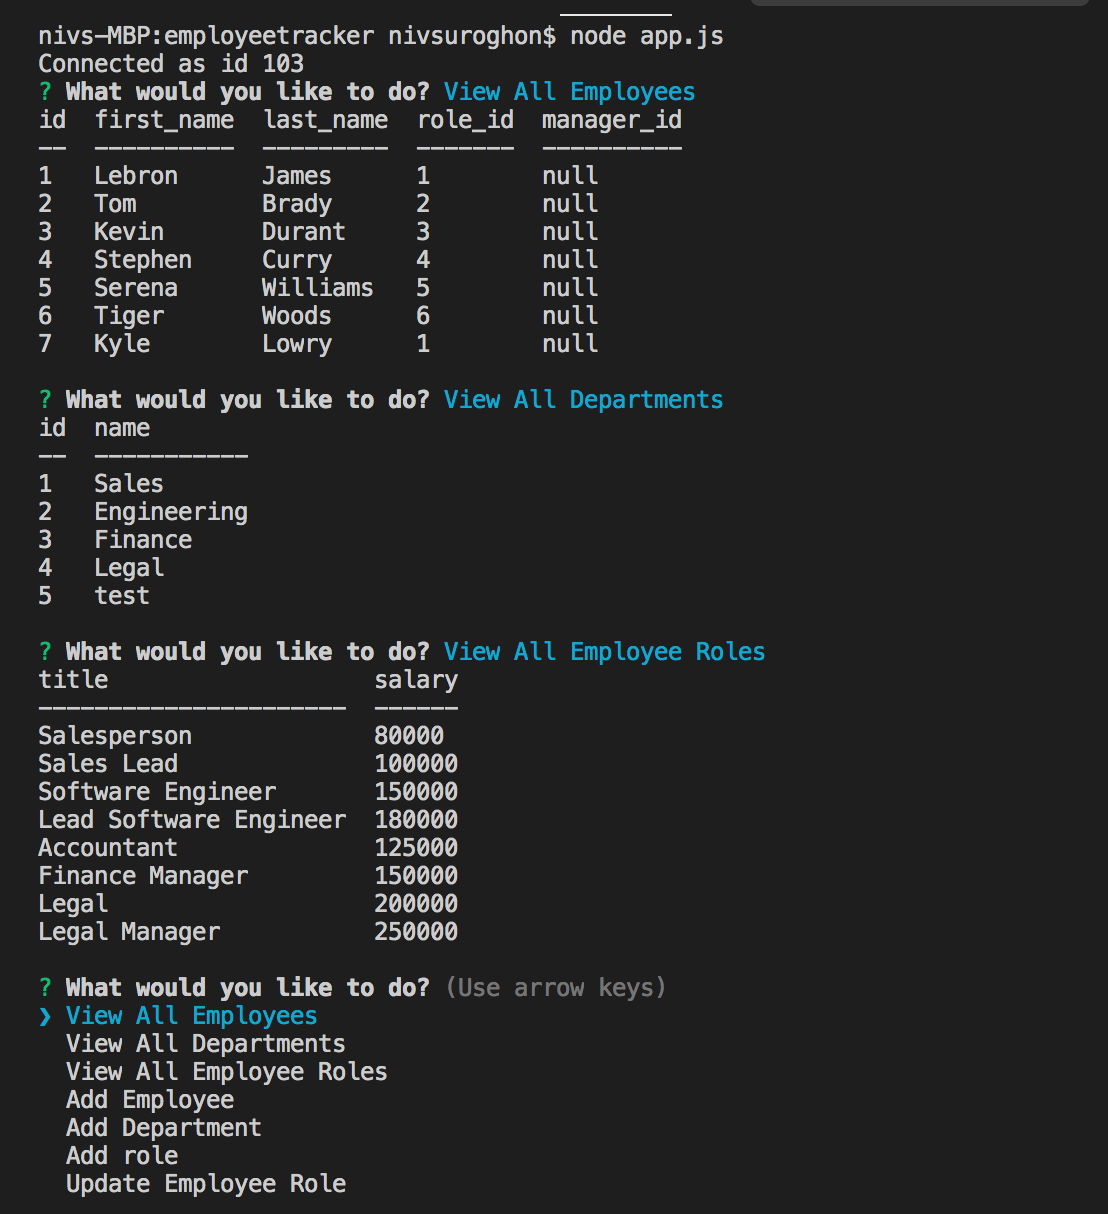 nivs-MBP:employeetracker nivsuroghon$ node app.js
Connected as id 103
? What would you like to do? View All Employees
id  first_name  last_name  role_id  manager_id
--  ----------  ---------  -------  ----------
1   Lebron      James      1        null
2   Tom         Brady      2        null
3   Kevin       Durant     3        null
4   Stephen     Curry      4        null
5   Serena      Williams   5        null
6   Tiger       Woods      6        null
7   Kyle        Lowry      1        null

? What would you like to do? View All Departments
id  name
--  -----------
1   Sales
2   Engineering
3   Finance
4   Legal
5   test

? What would you like to do? View All Employee Roles
title                   salary
----------------------  ------
Salesperson             80000
Sales Lead              100000
Software Engineer       150000
Lead Software Engineer  180000
Accountant              125000
Finance Manager         150000
Legal                   200000
Legal Manager           250000

? What would you like to do? (Use arrow keys)
❯ View All Employees
  View All Departments
  View All Employee Roles
  Add Employee
  Add Department
  Add role
  Update Employee Role